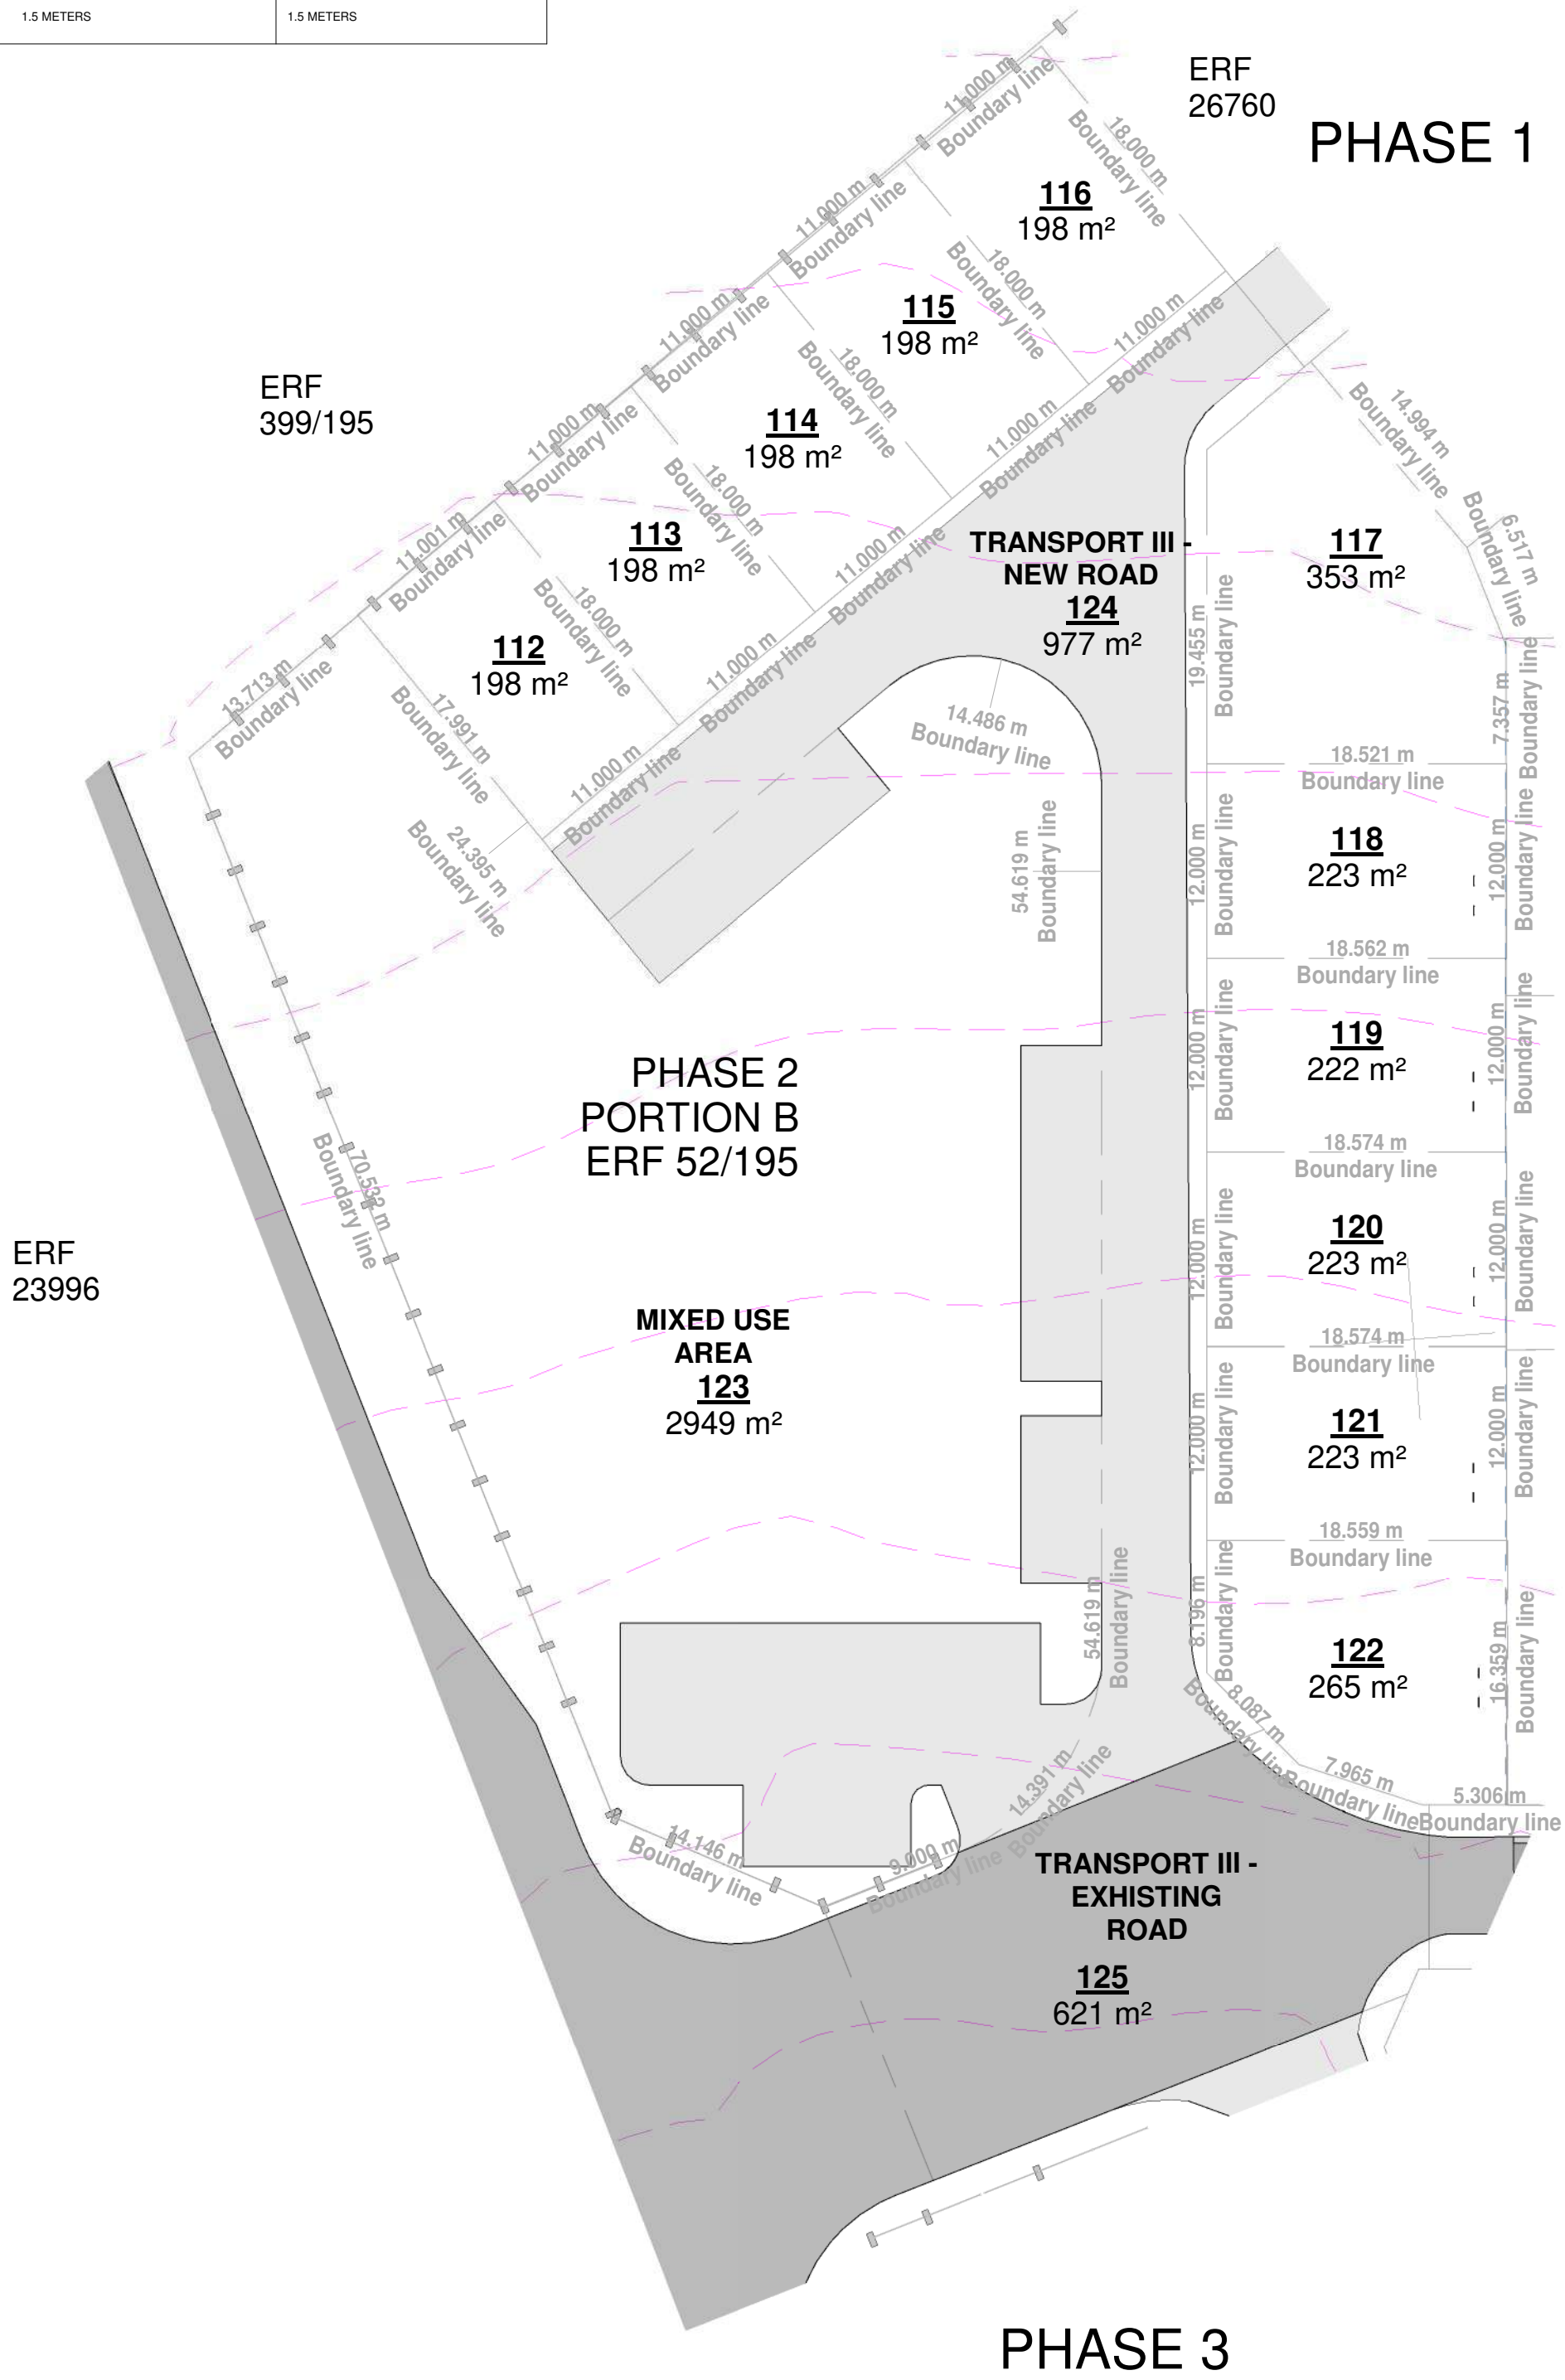 1.5 METERS
1.5 METERS
ERF
26760
PHASE 1
11.000 m
Boundary line
18.000 m
Boundary line
116
198 m²
11.000 m
Boundary line
18.000 m
Boundary line
115
198 m²
11.000 m
Boundary line
11.000 m
Boundary line
18.000 m
Boundary line
114
198 m²
11.000 m
Boundary line
ERF
399/195
11.000 m
Boundary line
18.000 m
Boundary line
113
198 m²
11.000 m
Boundary line
11.001 m
Boundary line
18.000 m
Boundary line
112
198 m²
11.000 m
Boundary line
13.713 m
Boundary line
17.991 m
Boundary line
11.000 m
Boundary line
24.395 m
Boundary line
TRANSPORT III -
NEW ROAD
124
977 m²
14.486 m
Boundary line
54.619 m
Boundary line
14.994 m
Boundary line
6.517 m
Boundary line
117
353 m²
19.455 m
Boundary line
7.357 m
Boundary line
18.521 m
Boundary line
118
223 m²
12.000 m
Boundary line
12.000 m
Boundary line
18.562 m
Boundary line
119
222 m²
12.000 m
Boundary line
12.000 m
Boundary line
18.574 m
Boundary line
120
223 m²
12.000 m
Boundary line
12.000 m
Boundary line
18.574 m
Boundary line
121
223 m²
12.000 m
Boundary line
12.000 m
Boundary line
18.559 m
Boundary line
122
265 m²
8.196 m
Boundary line
16.359 m
Boundary line
8.087 m
Boundary line
7.965 m
Boundary line
5.306 m
Boundary line
PHASE 2
PORTION B
ERF 52/195
70.532 m
Boundary line
ERF
23996
MIXED USE
AREA
123
2949 m²
54.619 m
Boundary line
14.391 m
Boundary line
14.146 m
Boundary line
9.000 m
Boundary line
TRANSPORT III -
EXHISTING
ROAD
125
621 m²
PHASE 3